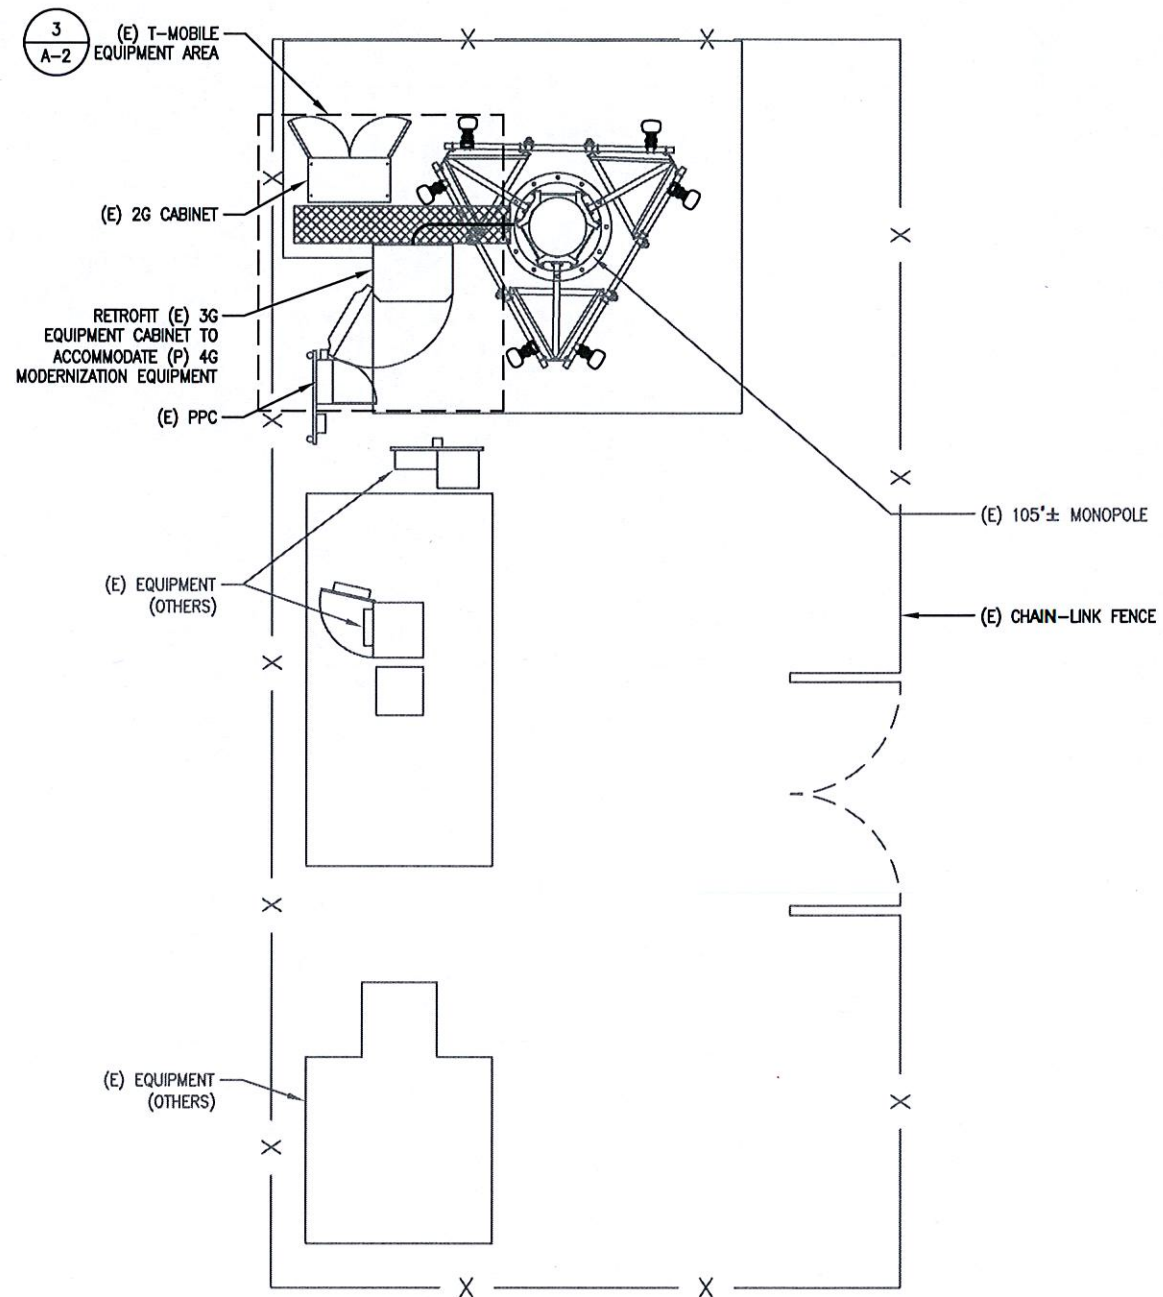 3
A-2
(E) T-MOBILE
EQUIPMENT AREA
(E) 2G CABINET
RETROFIT (E) 3G
EQUIPMENT CABINET TO
ACCOMMODATE (P) 4G
MODERNIZATION EQUIPMENT
(E) PPC
(E) 105'± MONOPOLE
(E) EQUIPMENT
(OTHERS)
(E) CHAIN-LINK FENCE
(E) EQUIPMENT
(OTHERS)